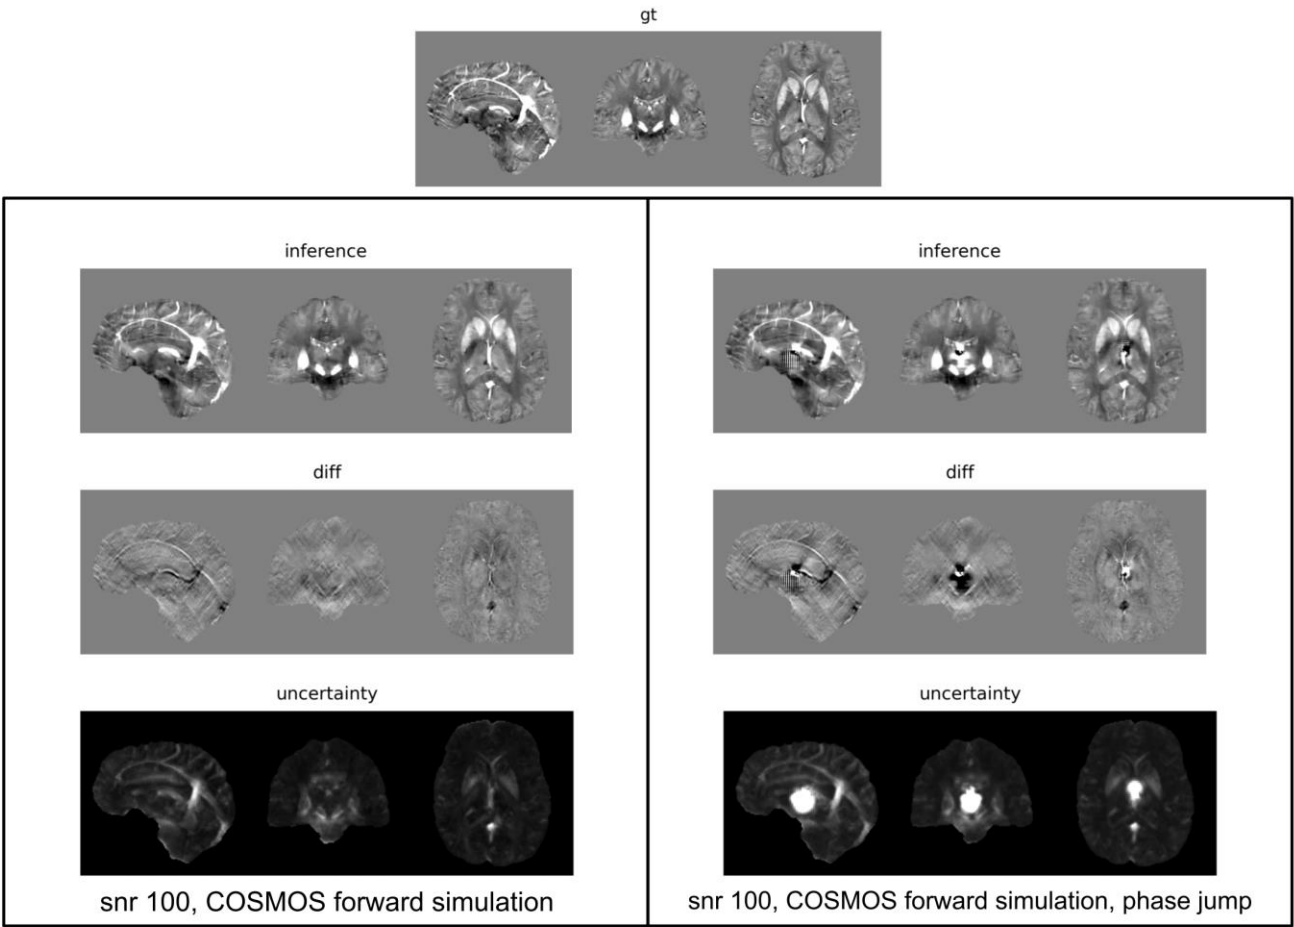 gt
inference
inference
diff
diff
uncertainty
uncertainty
snr 100, COSMOS forward simulation
snr 100, COSMOS forward simulation, phase jump